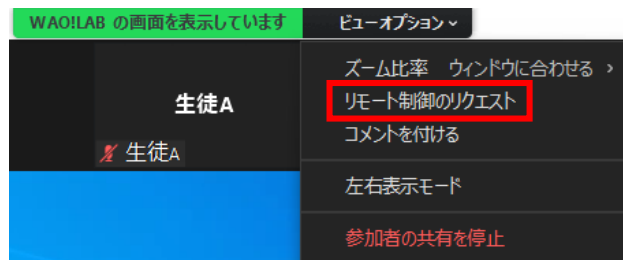 WAO!LAB の画面を表示しています
ビューオプション
ズーム比率 ウィンドウに合わせる >
リモート制御のリクエスト
コメントを付ける
左右表示モード
参加者の共有を停止
生徒A
生徒A